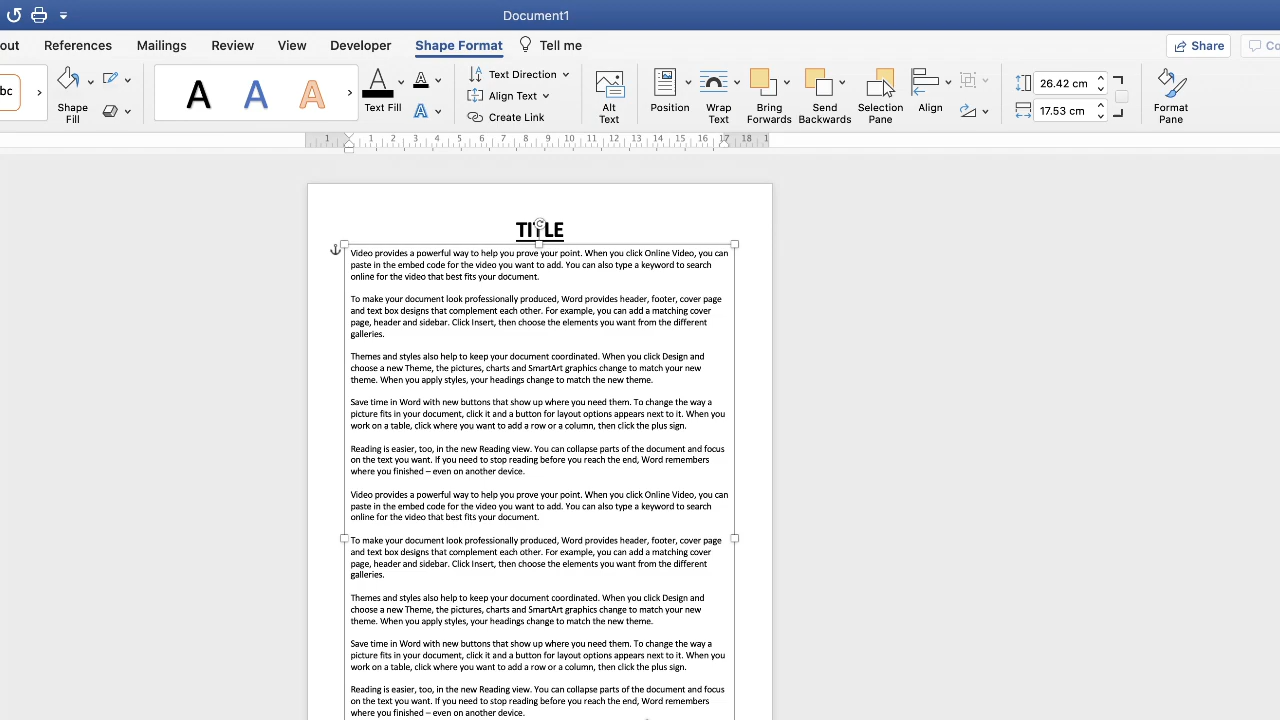 Document1
out References Mailings Review View Developer Shape Format Tell me Share Co
bc
A A A
Shape Fill
Text Fill
A
A
Text Direction
Align Text
Create Link
Alt Text
Position
Wrap Text
Bring Forwards
Send Backwards
Selection Pane
Align
26.42 cm
17.53 cm
Format Pane
1 1 2 3 4 5 6 7 8 9 10 11 12 13 14 15 16 17 18 1
TITLE
Video provides a powerful way to help you prove your point. When you click Online Video, you can
paste in the embed code for the video you want to add. You can also type a keyword to search
online for the video that best fits your document.
To make your document look professionally produced, Word provides header, footer, cover page
and text box designs that complement each other. For example, you can add a matching cover
page, header and sidebar. Click Insert, then choose the elements you want from the different
galleries.
Themes and styles also help to keep your document coordinated. When you click Design and
choose a new Theme, the pictures, charts and SmartArt graphics change to match your new
theme. When you apply styles, your headings change to match the new theme.
Save time in Word with new buttons that show up where you need them. To change the way a
picture fits in your document, click it and a button for layout options appears next to it. When you
work on a table, click where you want to add a row or a column, then click the plus sign.
Reading is easier, too, in the new Reading view. You can collapse parts of the document and focus
on the text you want. If you need to stop reading before you reach the end, Word remembers
where you finished – even on another device.
Video provides a powerful way to help you prove your point. When you click Online Video, you can
paste in the embed code for the video you want to add. You can also type a keyword to search
online for the video that best fits your document.
To make your document look professionally produced, Word provides header, footer, cover page
and text box designs that complement each other. For example, you can add a matching cover
page, header and sidebar. Click Insert, then choose the elements you want from the different
galleries.
Themes and styles also help to keep your document coordinated. When you click Design and
choose a new Theme, the pictures, charts and SmartArt graphics change to match your new
theme. When you apply styles, your headings change to match the new theme.
Save time in Word with new buttons that show up where you need them. To change the way a
picture fits in your document, click it and a button for layout options appears next to it. When you
work on a table, click where you want to add a row or a column, then click the plus sign.
Reading is easier, too, in the new Reading view. You can collapse parts of the document and focus
on the text you want. If you need to stop reading before you reach the end, Word remembers
where you finished – even on another device.